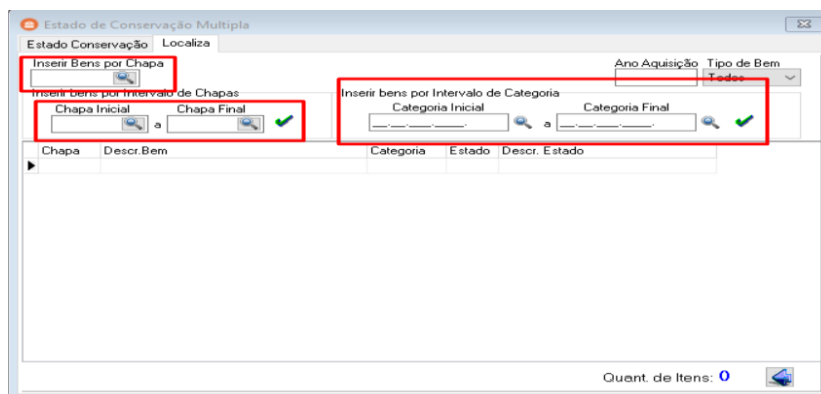 Estado de Conservação Multipla
Estado Conservação Localiza
Inserir Bens por Chapa Ano Aquisição Tipo de Bem
Todos
Inserir bens por Intervalo de Chapas Inserir bens por Intervalo de Categoria
Chapa Inicial Chapa Final Categoria Inicial Categoria Final
a a
Chapa Descr.Bem Categoria Estado Descr. Estado
Quant. de Itens: 0